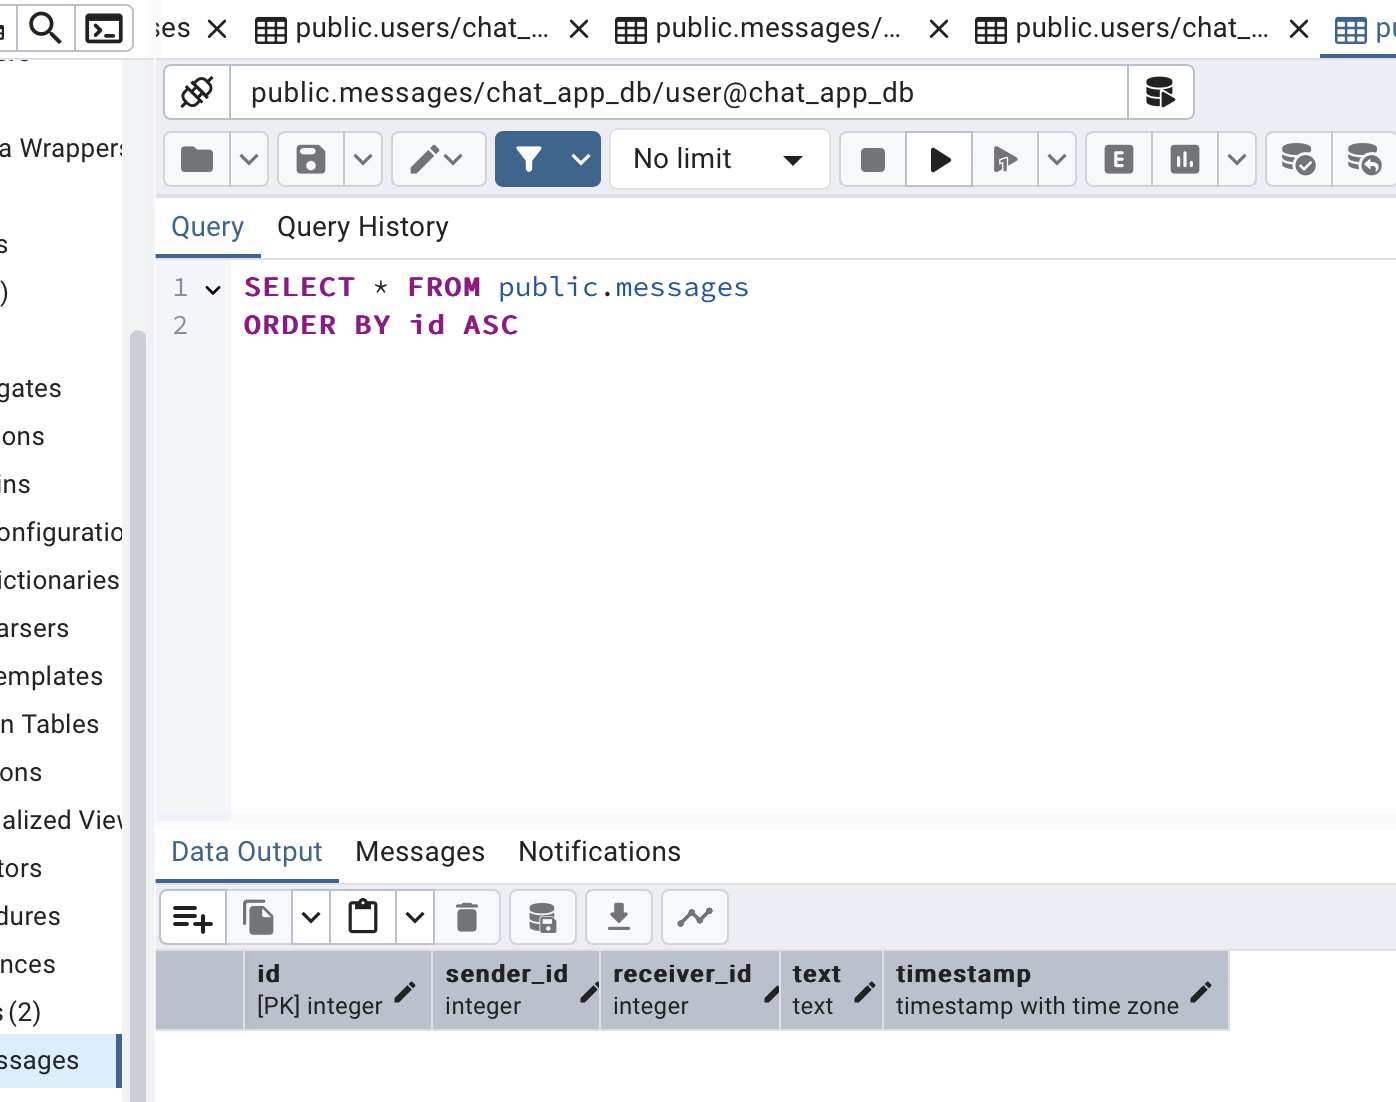 ses
public.users/chat_...
public.messages/...
public.users/chat_...
public.messages/chat_app_db/user@chat_app_db
a Wrappers
No limit
E
Query
Query History
s
)
1 SELECT * FROM public.messages
2 ORDER BY id ASC
gates
ons
ins
onfiguratio
ictionaries
arsers
emplates
n Tables
ons
alized View
tors
dures
nces
s (2)
ssages
Data Output
Messages
Notifications
id sender_id receiver_id text timestamp
[PK] integer integer integer text timestamp with time zone